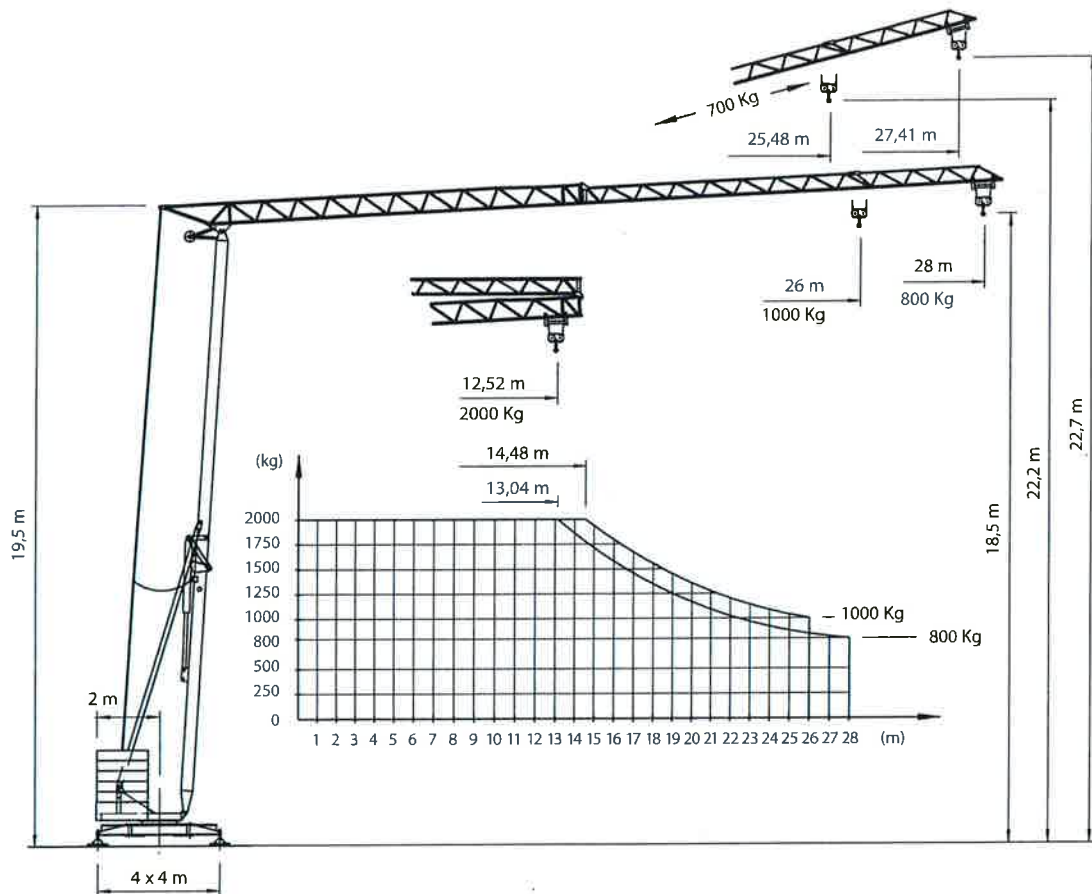 700 Kg
25,48 m
27,41 m
28 m
800 Kg
26 m
1000 Kg
12,52 m
2000 Kg
14,48 m
13,04 m
(kg)
2000
1750
1500
1250
1000
800
500
250
0
1 2 3 4 5 6 7 8 9 10 11 12 13 14 15 16 17 18 19 20 21 22 23 24 25 26 27 28 (m)
1000 Kg
800 Kg
19,5 m
18,5 m
22,2 m
22,7 m
2 m
4 x 4 m